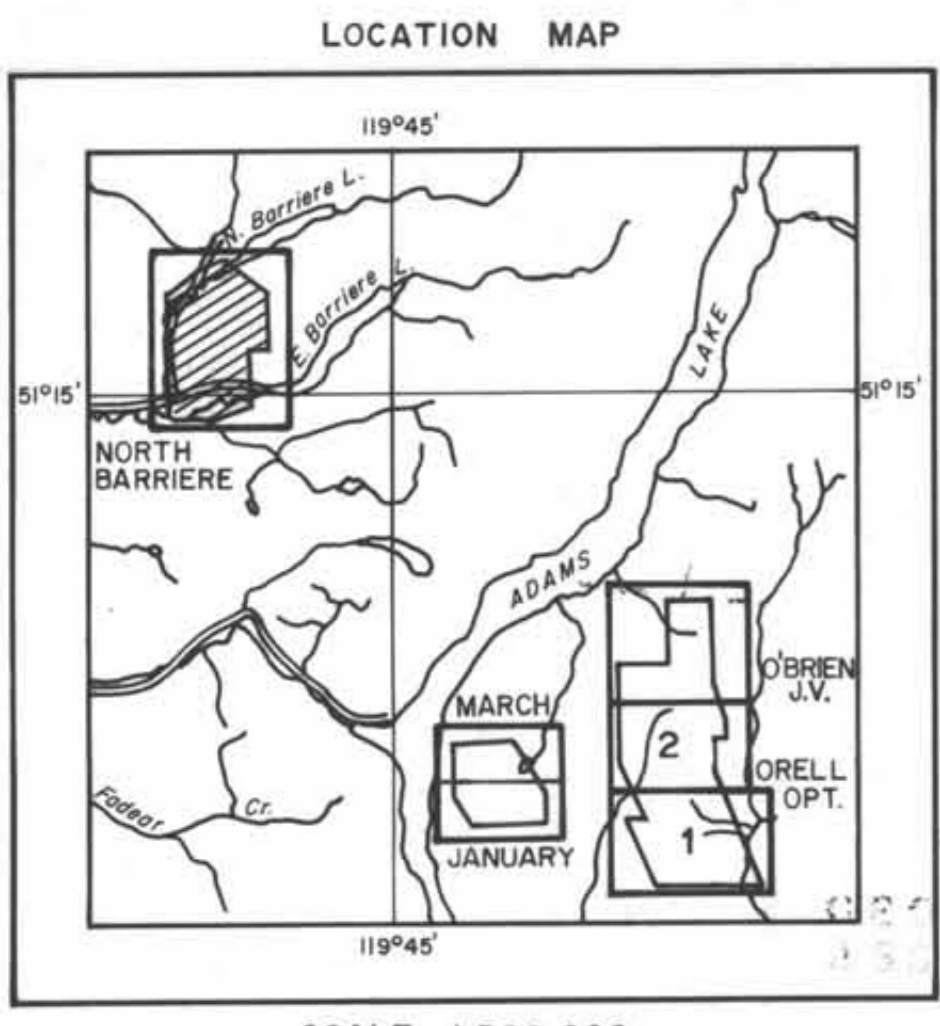 LOCATION MAP
119°45'
N. Barriere L.
E. Barriere L.
LAKE
51°15'
51°15'
NORTH
BARRIERE
ADAMS
O'BRIEN
J.V.
MARCH
2
ORELL
OPT.
Fadear Cr.
1
JANUARY
119°45'